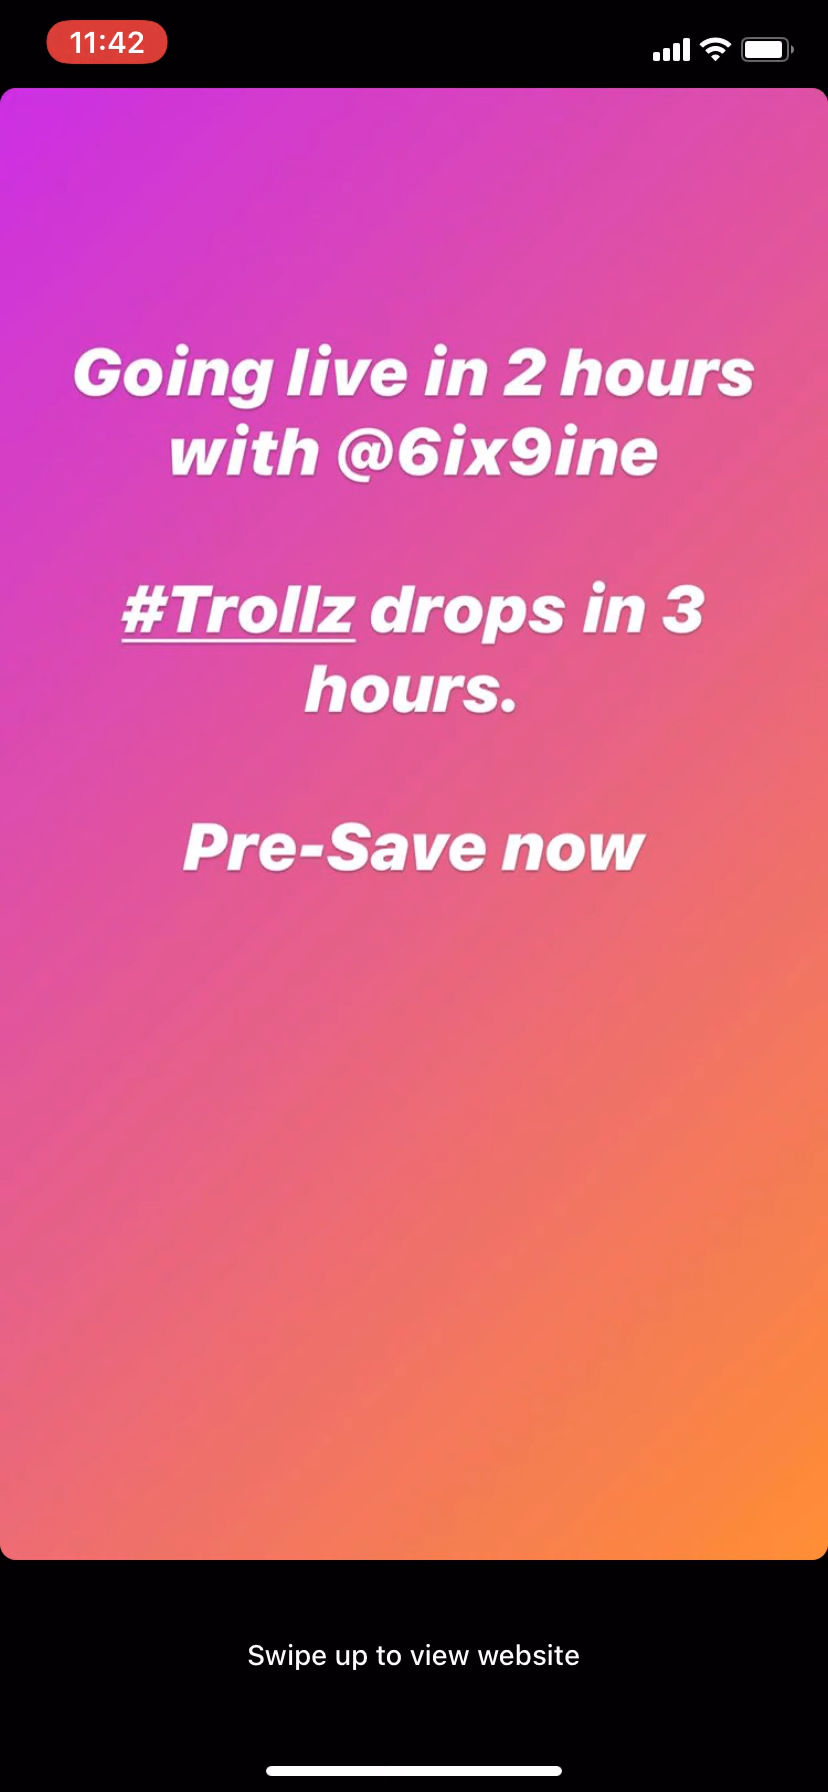 11:42
Going live in 2 hours
with @6ix9ine
#Trollz drops in 3
hours.
Pre-Save now
Swipe up to view website